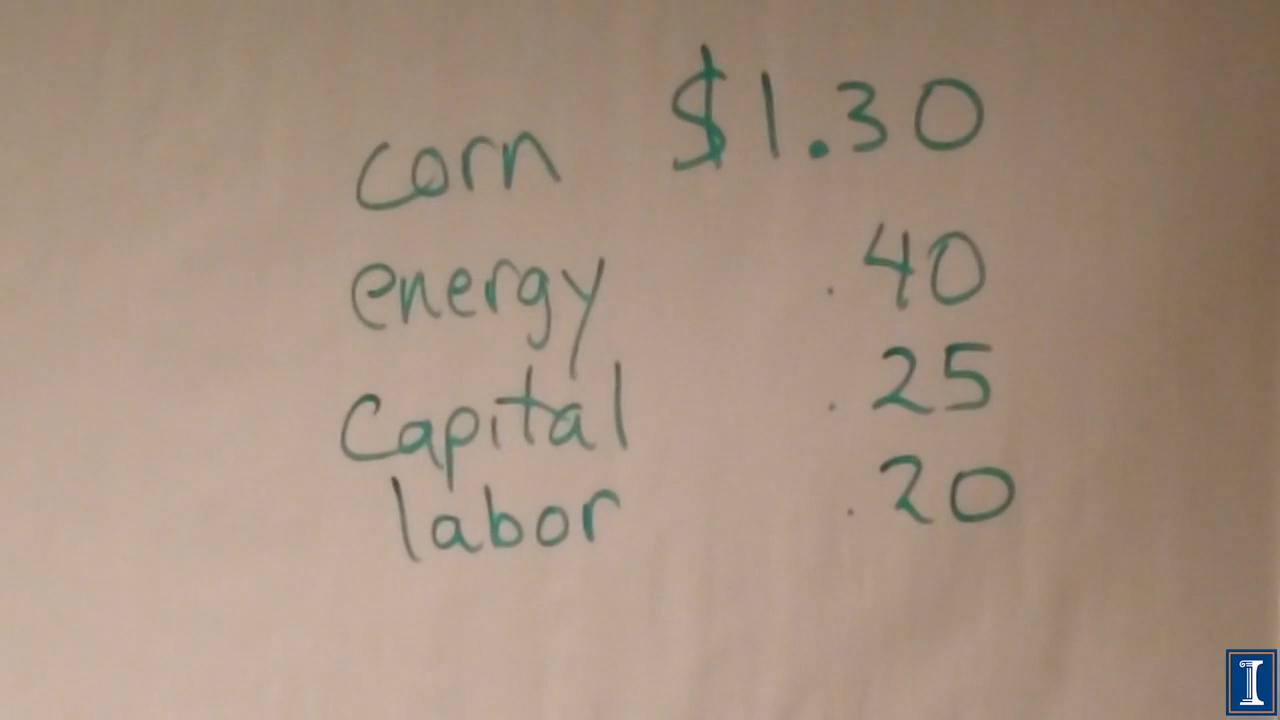 corn $1.30
energy .40
Capital .25
labor .20
I